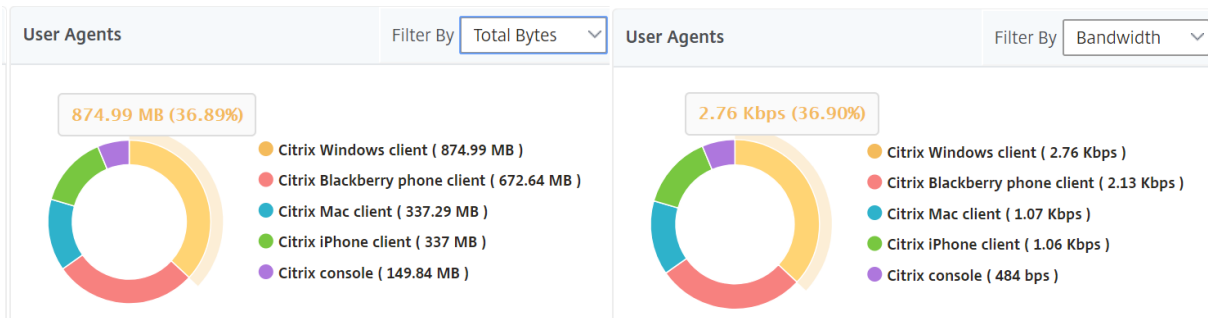 User Agents
Filter By Total Bytes
874.99 MB (36.89%)
Citrix Windows client ( 874.99 MB )
Citrix Blackberry phone client ( 672.64 MB )
Citrix Mac client ( 337.29 MB )
Citrix iPhone client ( 337 MB )
Citrix console ( 149.84 MB )
User Agents
Filter By Bandwidth
2.76 Kbps (36.90%)
Citrix Windows client ( 2.76 Kbps )
Citrix Blackberry phone client ( 2.13 Kbps )
Citrix Mac client ( 1.07 Kbps )
Citrix iPhone client ( 1.06 Kbps )
Citrix console ( 484 bps )